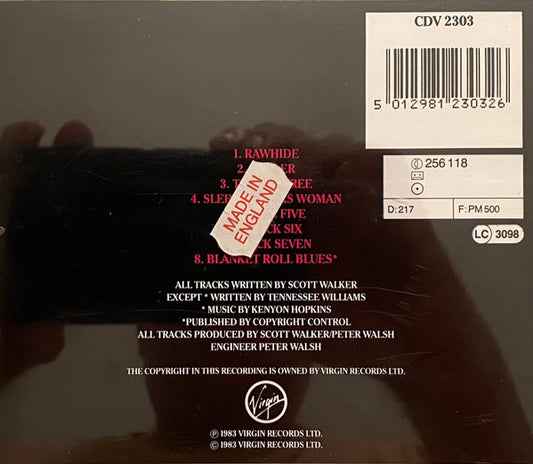 CDV 2303
5 012981 230326
256 118
D: 217 F: PM 500
LC 3098
1. RAWHIDE
2. ER
3. T REE
4. SLEE S WOMAN
FIVE
CK SIX
CK SEVEN
8. BLANKET ROLL BLUES*
MADE IN
ENGLAND
ALL TRACKS WRITTEN BY SCOTT WALKER
EXCEPT * WRITTEN BY TENNESSEE WILLIAMS
* MUSIC BY KENYON HOPKINS
*PUBLISHED BY COPYRIGHT CONTROL
ALL TRACKS PRODUCED BY SCOTT WALKER/PETER WALSH
ENGINEER PETER WALSH
THE COPYRIGHT IN THIS RECORDING IS OWNED BY VIRGIN RECORDS LTD.
Virgin
Ⓟ 1983 VIRGIN RECORDS LTD.
© 1983 VIRGIN RECORDS LTD.